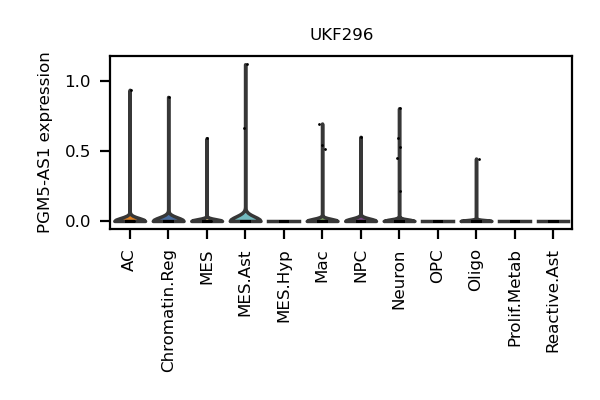 UKF296
PGM5-AS1 expression
1.0
0.5
0.0
AC
Chromatin.Reg
MES
MES.Ast
MES.Hyp
Mac
NPC
Neuron
OPC
Oligo
Prolif.Metab
Reactive.Ast